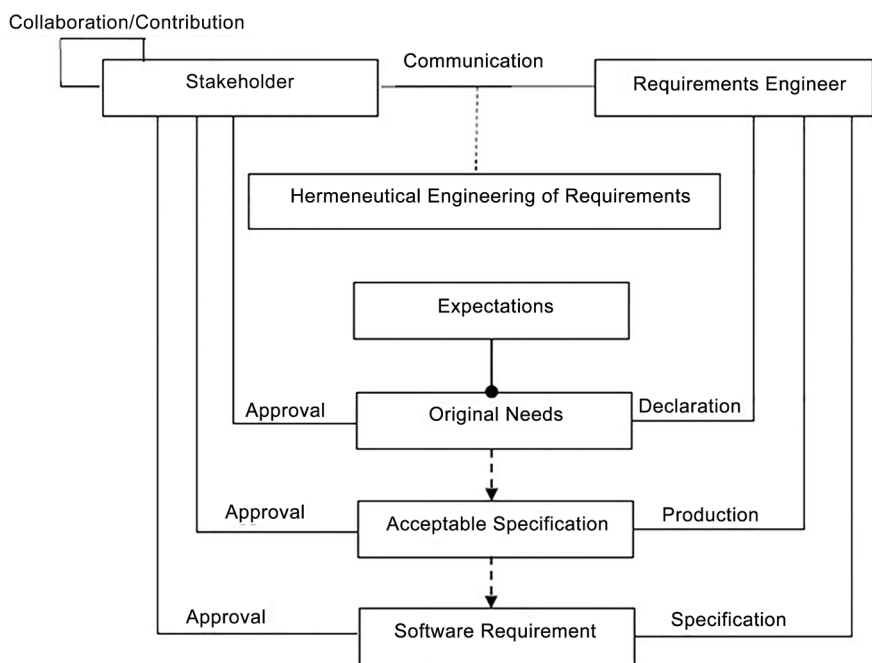 Collaboration/Contribution
Communication
Stakeholder
Requirements Engineer
Hermeneutical Engineering of Requirements
Expectations
Approval
Original Needs
Declaration
Approval
Acceptable Specification
Production
Approval
Software Requirement
Specification